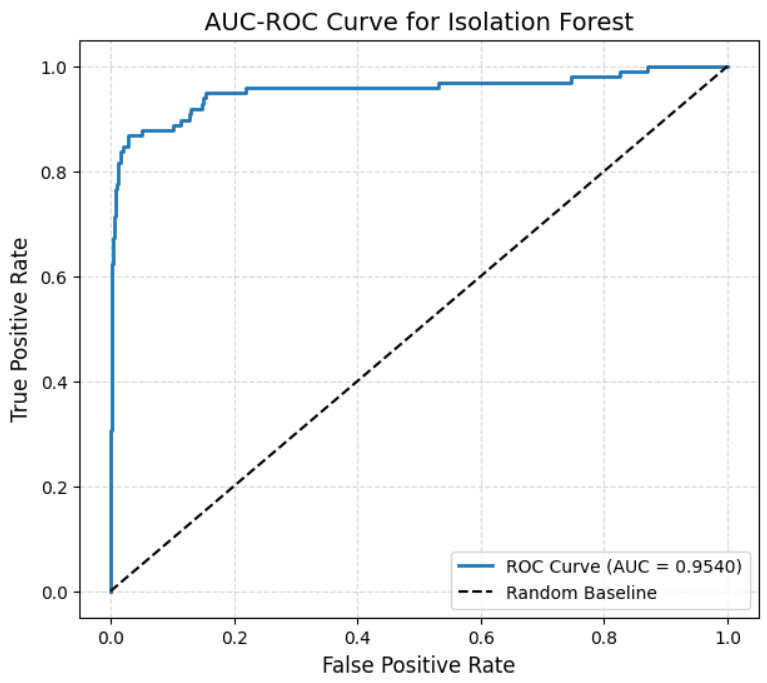 AUC-ROC Curve for Isolation Forest
1.0
0.8
0.6
0.4
0.2
0.0
True Positive Rate
ROC Curve (AUC = 0.9540)
Random Baseline
0.0 0.2 0.4 0.6 0.8 1.0
False Positive Rate